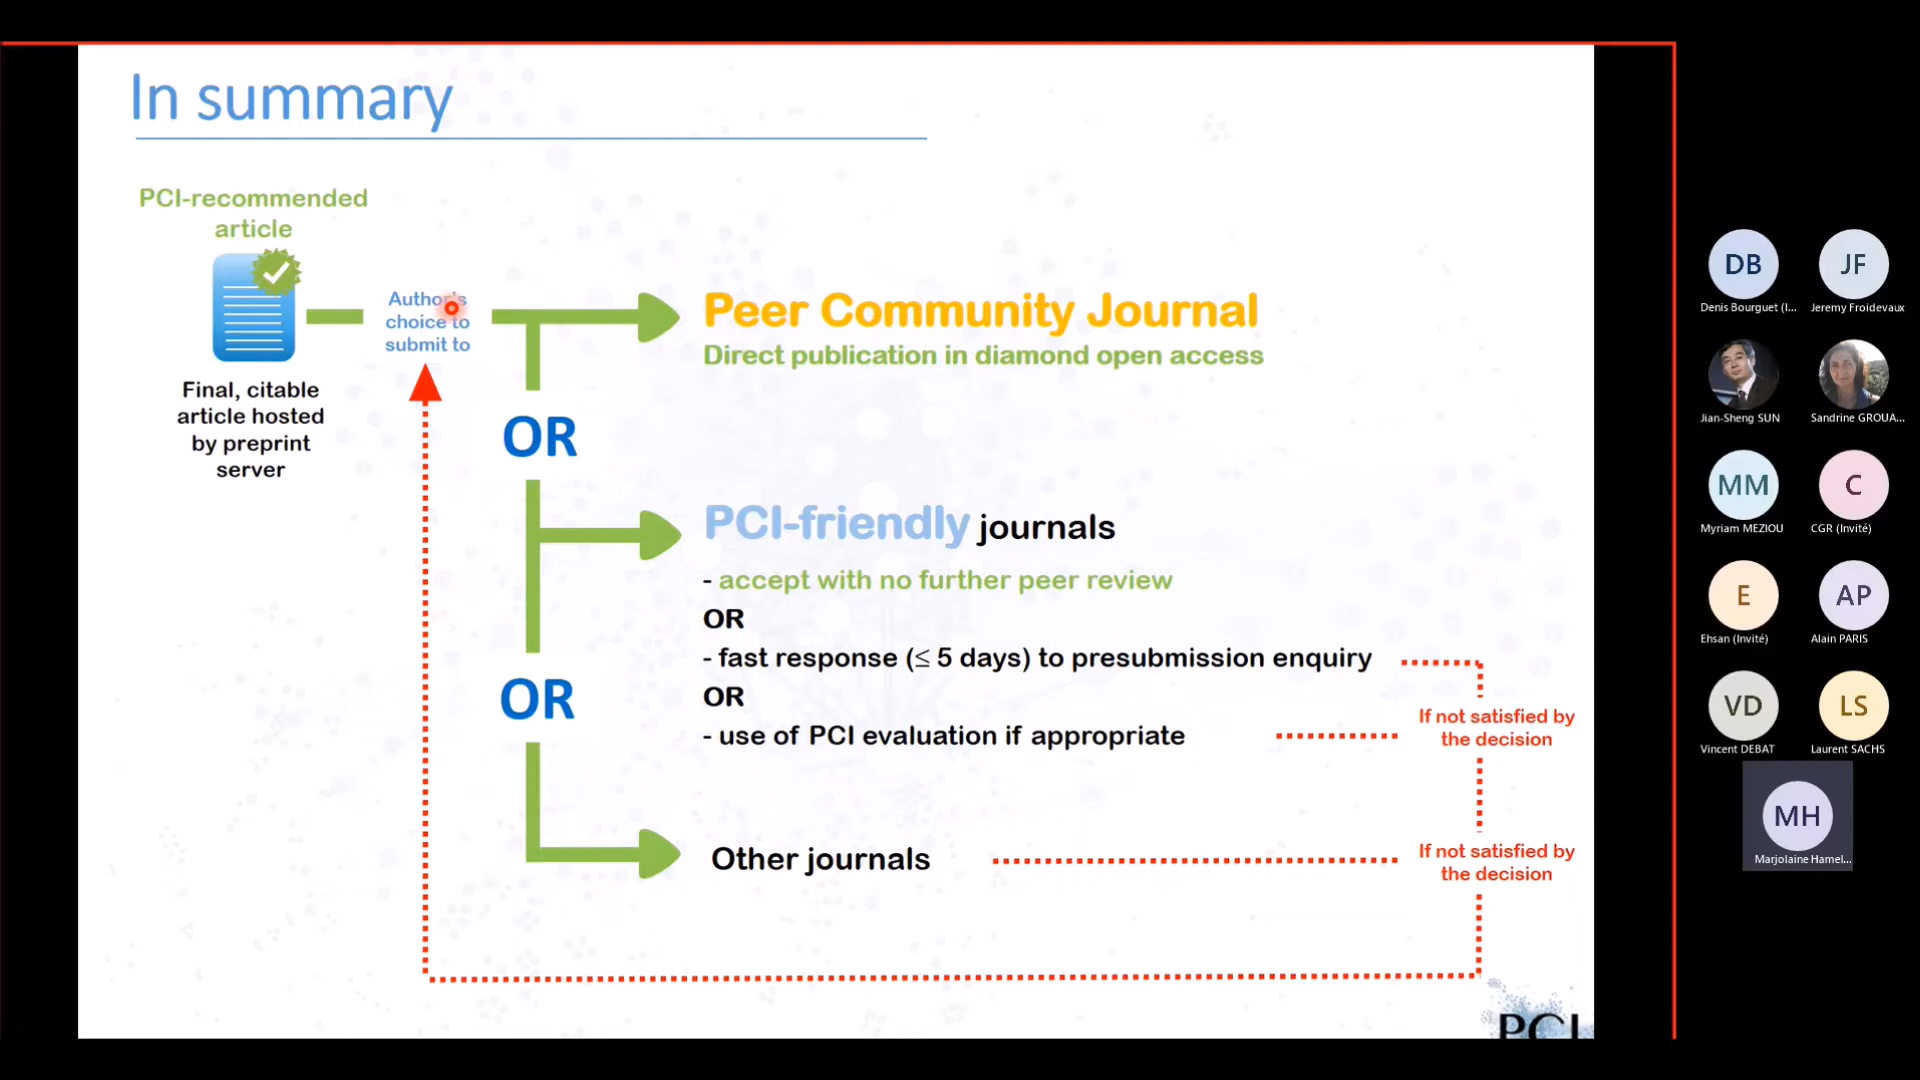 In summary
PCI-recommended
article
Author's
choice to
submit to
Final, citable
article hosted
by preprint
server
Peer Community Journal
Direct publication in diamond open access
OR
PCI-friendly journals
- accept with no further peer review
OR
- fast response (≤ 5 days) to presubmission enquiry
OR
- use of PCI evaluation if appropriate
If not satisfied by
the decision
OR
Other journals
If not satisfied by
the decision
PCI
DB
JF
Denis Bourguet (I...
Jeremy Froidevaux
Jian-Sheng SUN
Sandrine GROUA...
MM
C
Myriam MEZIOU
CGR (Invité)
E
AP
Ehsan (Invité)
Alain PARIS
VD
LS
Vincent DEBAT
Laurent SACHS
MH
Marjolaine Hamel...